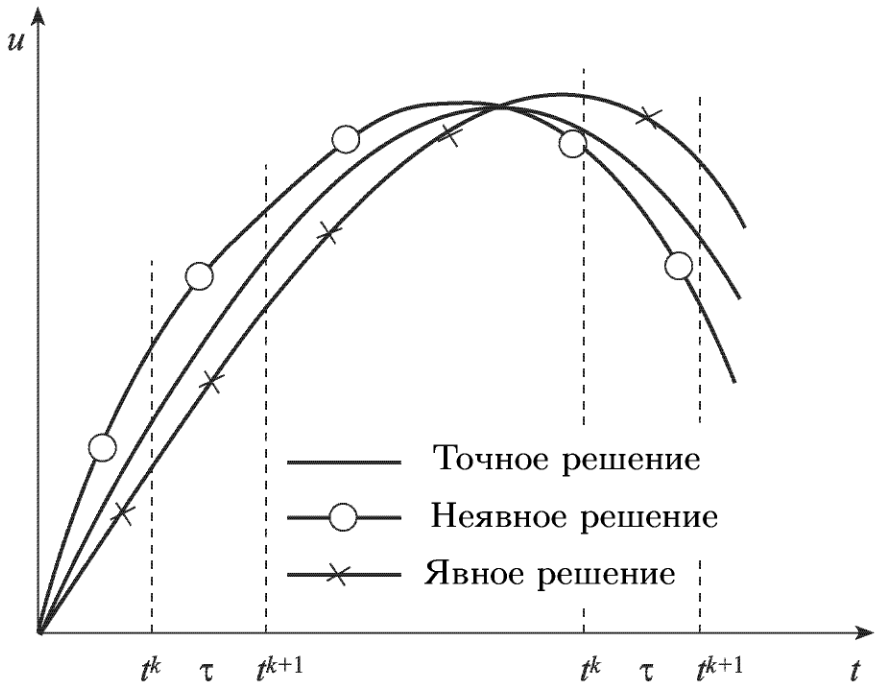 u
Точное решение
Неявное решение
Явное решение
t^k τ t^{k+1} t^k τ t^{k+1} t